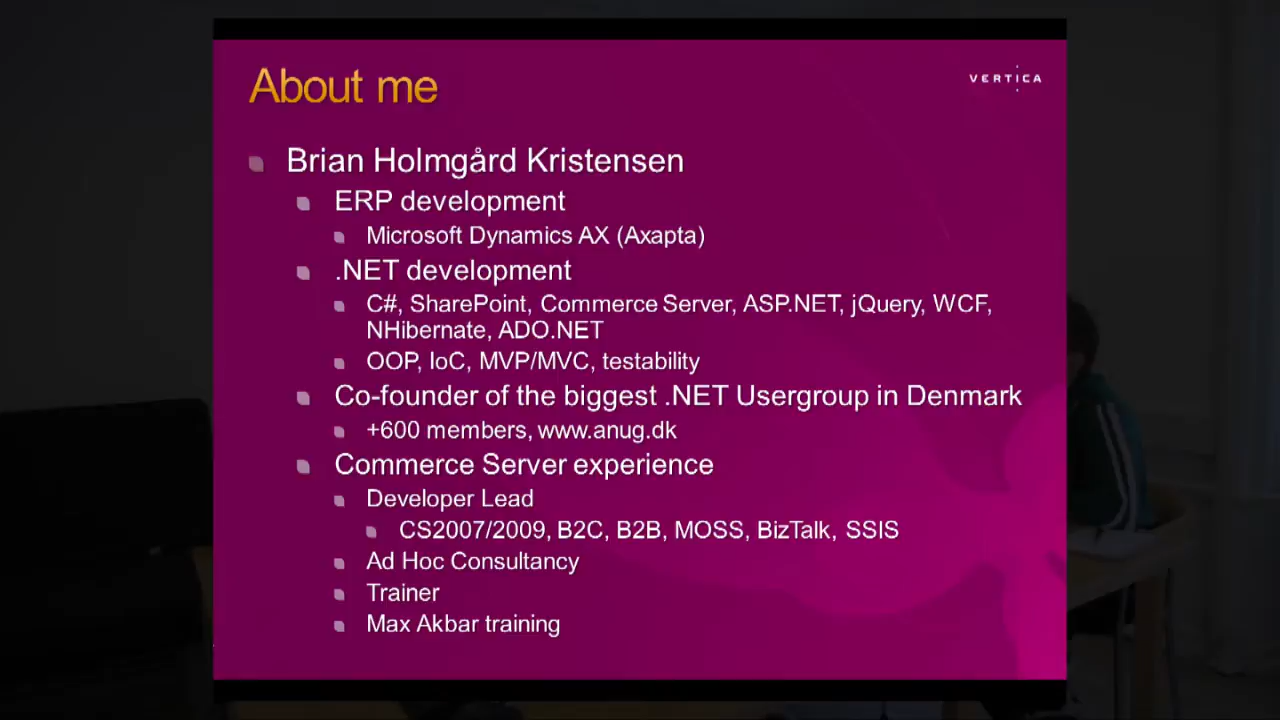 About me
VERTICA
Brian Holmgård Kristensen
ERP development
Microsoft Dynamics AX (Axapta)
.NET development
C#, SharePoint, Commerce Server, ASP.NET, jQuery, WCF,
NHibernate, ADO.NET
OOP, IoC, MVP/MVC, testability
Co-founder of the biggest .NET Usergroup in Denmark
+600 members, www.anug.dk
Commerce Server experience
Developer Lead
CS2007/2009, B2C, B2B, MOSS, BizTalk, SSIS
Ad Hoc Consultancy
Trainer
Max Akbar training